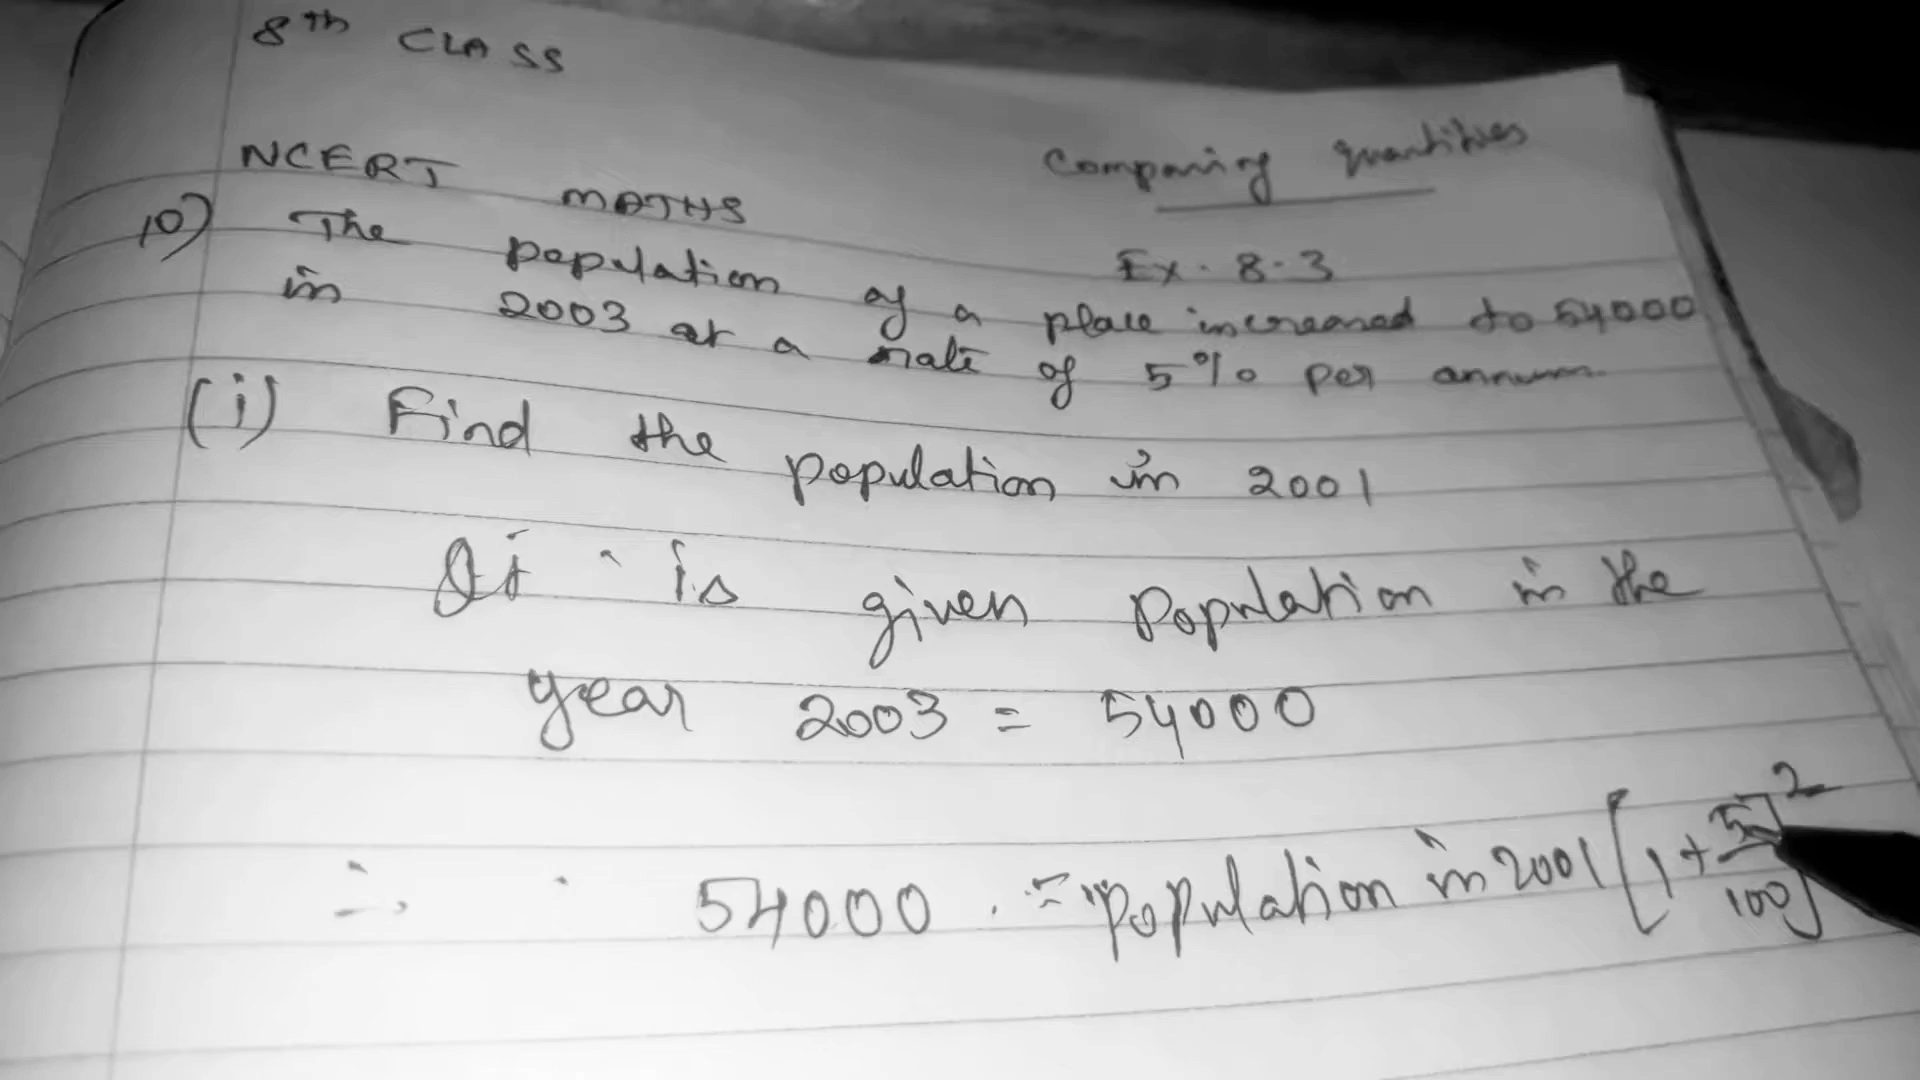 8th CLASS
NCERT MATHS
Comparing quantities
Ex. 8.3
10) The population of a place increased to 54000
in 2003 at a rate of 5% per annum.
(i) Find the population in 2001
It is given Population in the
year 2003 = 54000
∴ 54000 = Population in 2001 [1 + 5/100]²